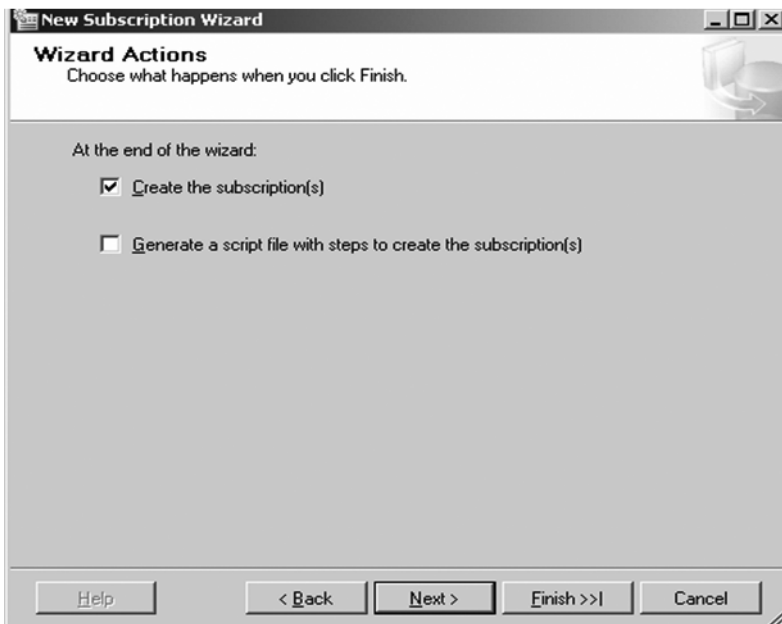 New Subscription Wizard
Wizard Actions
Choose what happens when you click Finish.
At the end of the wizard:
Create the subscription(s)
Generate a script file with steps to create the subscription(s)
Help
< Back
Next >
Finish >>|
Cancel